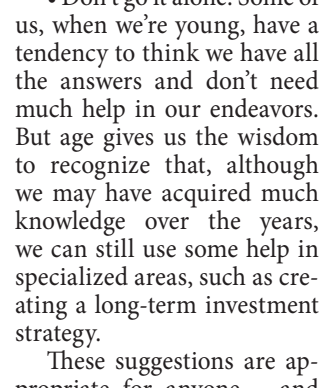 • Don't go it alone. Some of
us, when we're young, have a
tendency to think we have all
the answers and don't need
much help in our endeavors.
But age gives us the wisdom
to recognize that, although
we may have acquired much
knowledge over the years,
we can still use some help in
specialized areas, such as cre-
ating a long-term investment
strategy.
These suggestions are ap-
propriate for anyone – and